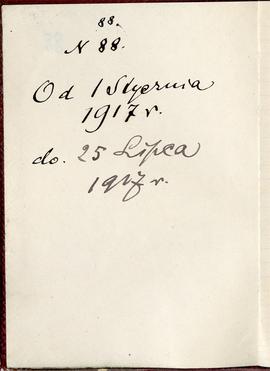 88.
N 88.
Od 1 Stycznia
1917 r.
do. 25 Lipca
1917 r.